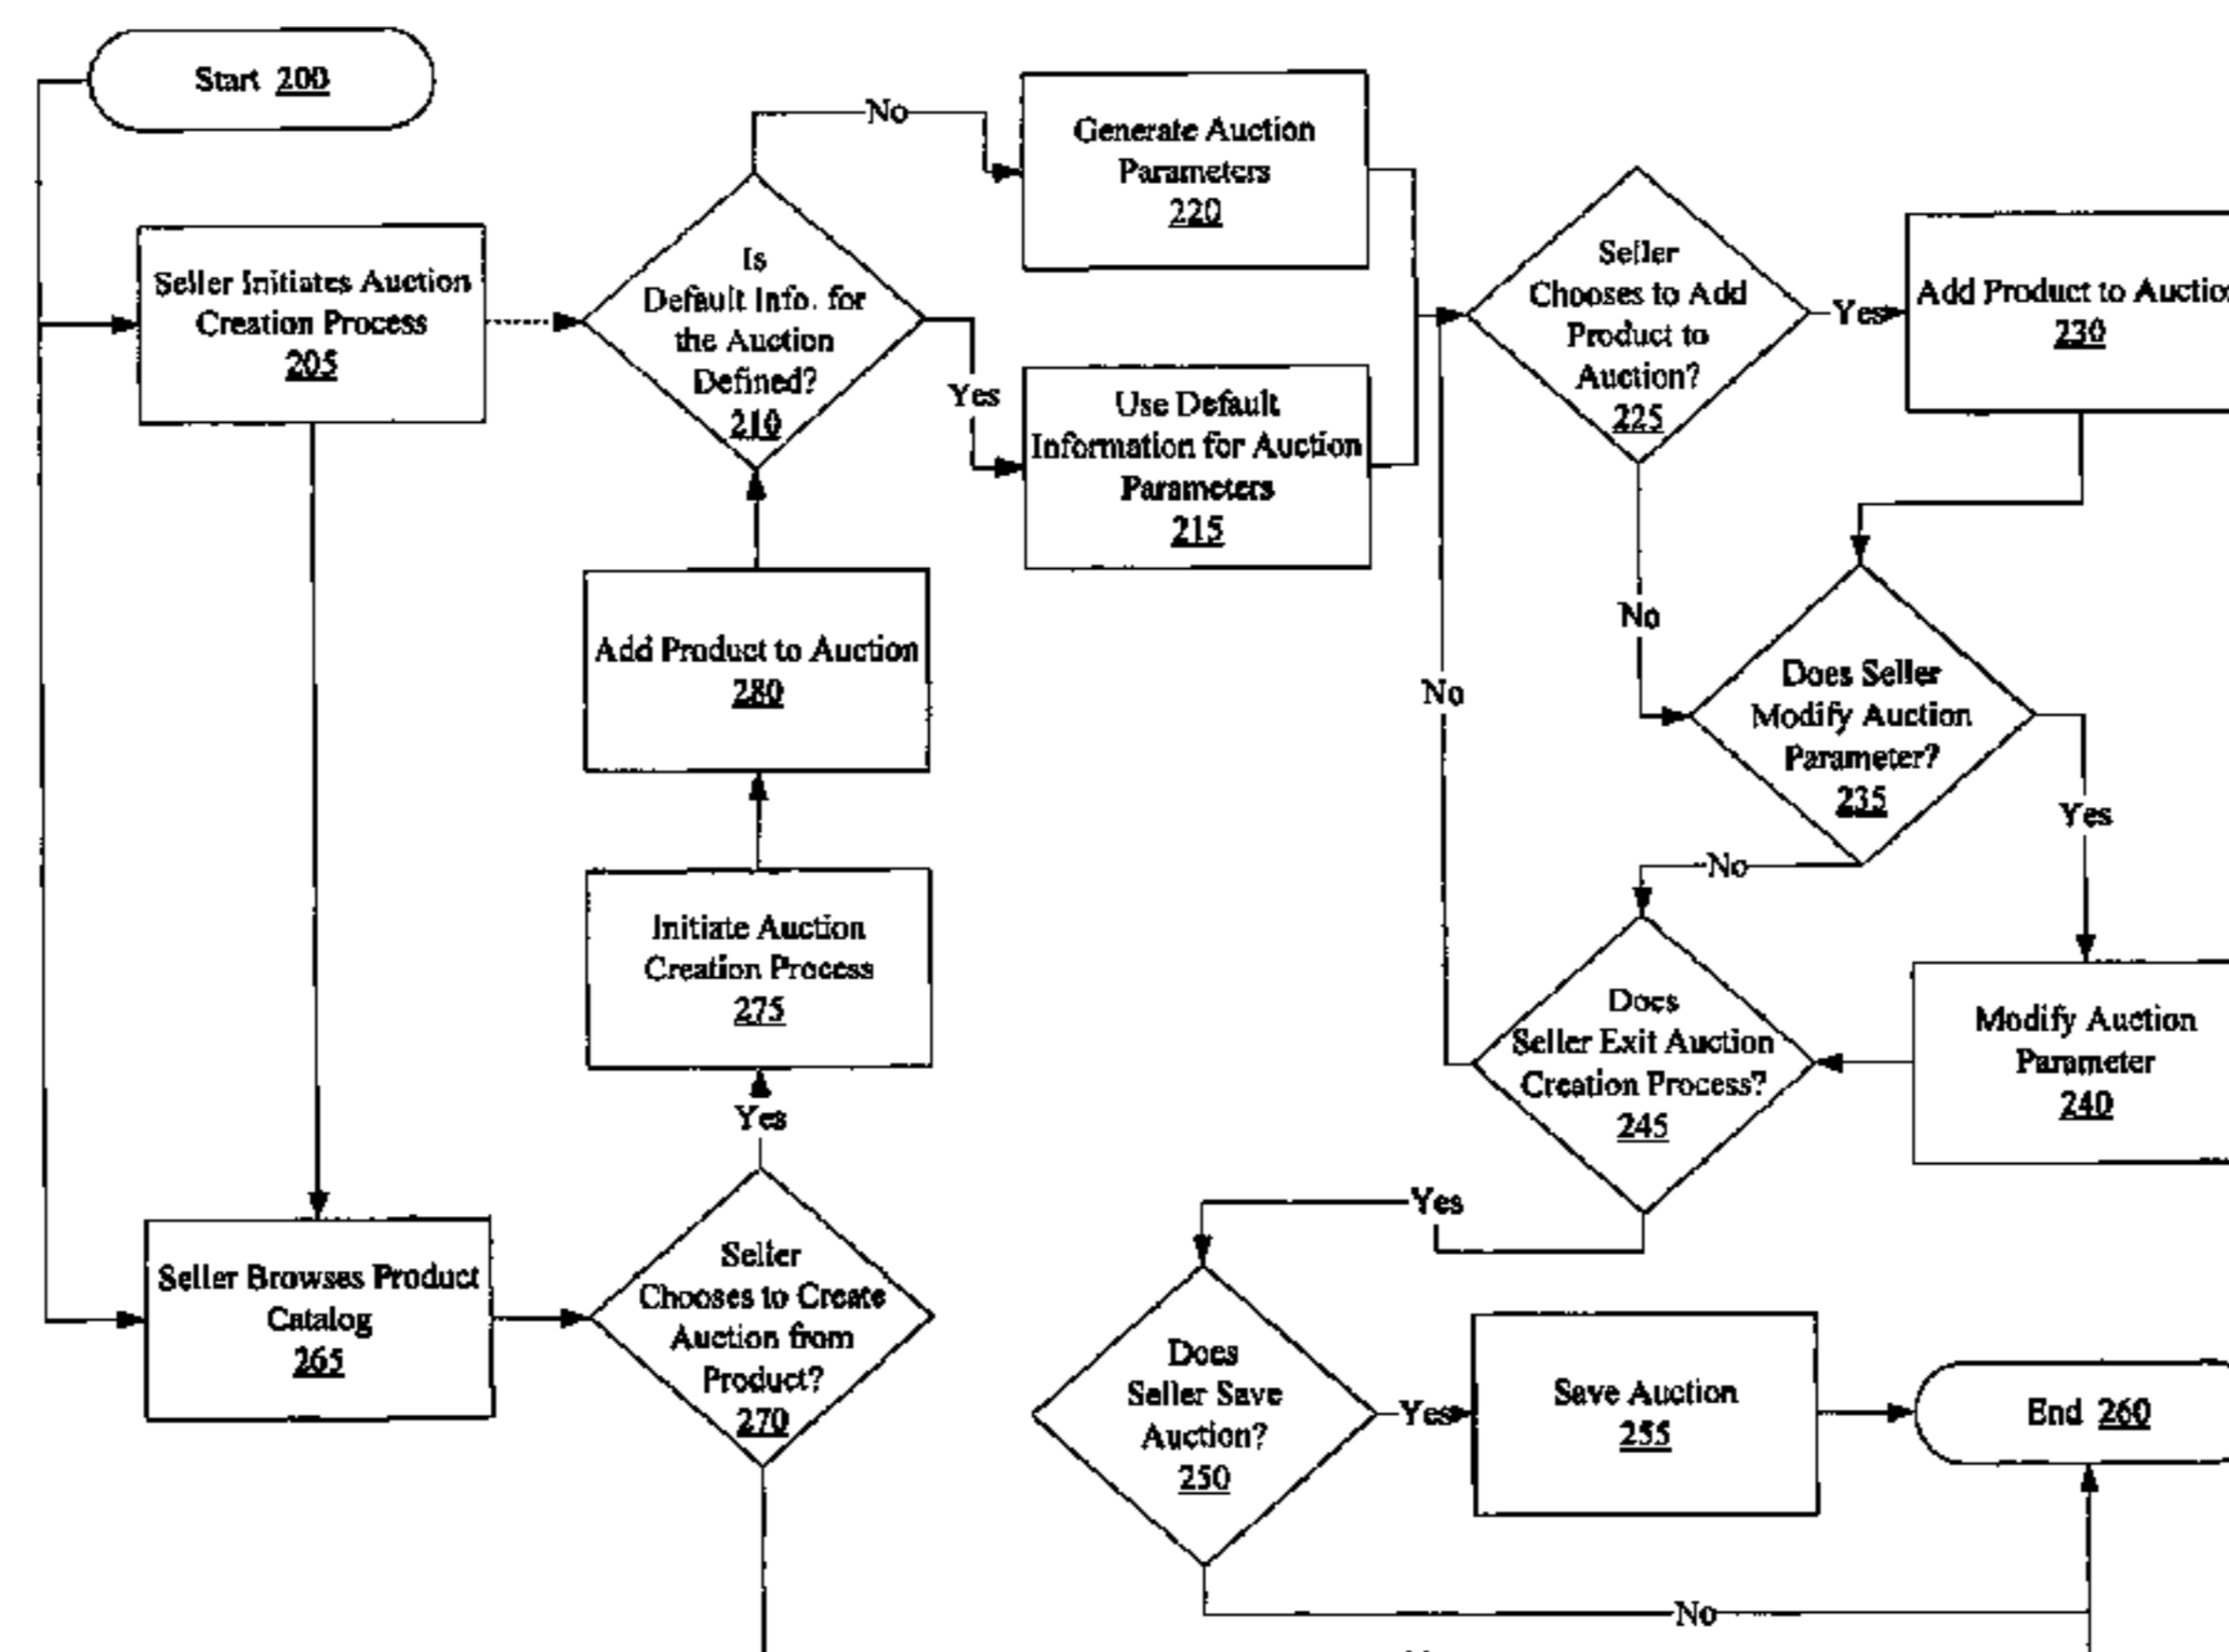 Start 200
No
Generate Auction
Parameters
220
Seller Initiates Auction
Creation Process
205
Is
Default Info. for
the Auction
Defined?
210
Yes
Use Default
Information for Auction
Parameters
215
Seller
Chooses to Add
Product to
Auction?
225
Yes
Add Product to Auction
230
No
Add Product to Auction
280
No
Does Seller
Modify Auction
Parameter?
235
Yes
No
Initiate Auction
Creation Process
275
Does
Seller Exit Auction
Creation Process?
245
Modify Auction
Parameter
240
Yes
Yes
Seller Browses Product
Catalog
265
Seller
Chooses to Create
Auction from
Product?
270
Does
Seller Save
Auction?
250
Yes
Save Auction
255
End 260
No